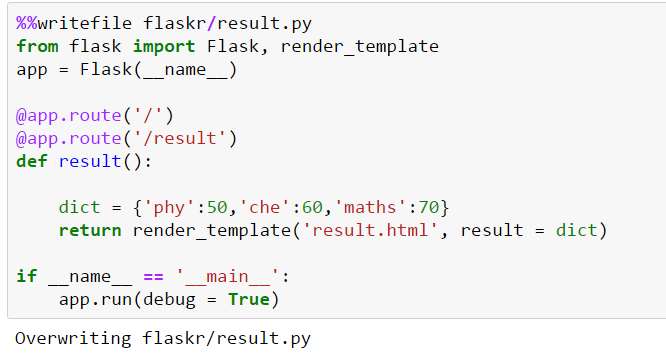 %%writefile flaskr/result.py
from flask import Flask, render_template
app = Flask(__name__)

@app.route('/')
@app.route('/result')
def result():

    dict = {'phy':50,'che':60,'maths':70}
    return render_template('result.html', result = dict)

if __name__ == '__main__':
    app.run(debug = True)
Overwriting flaskr/result.py